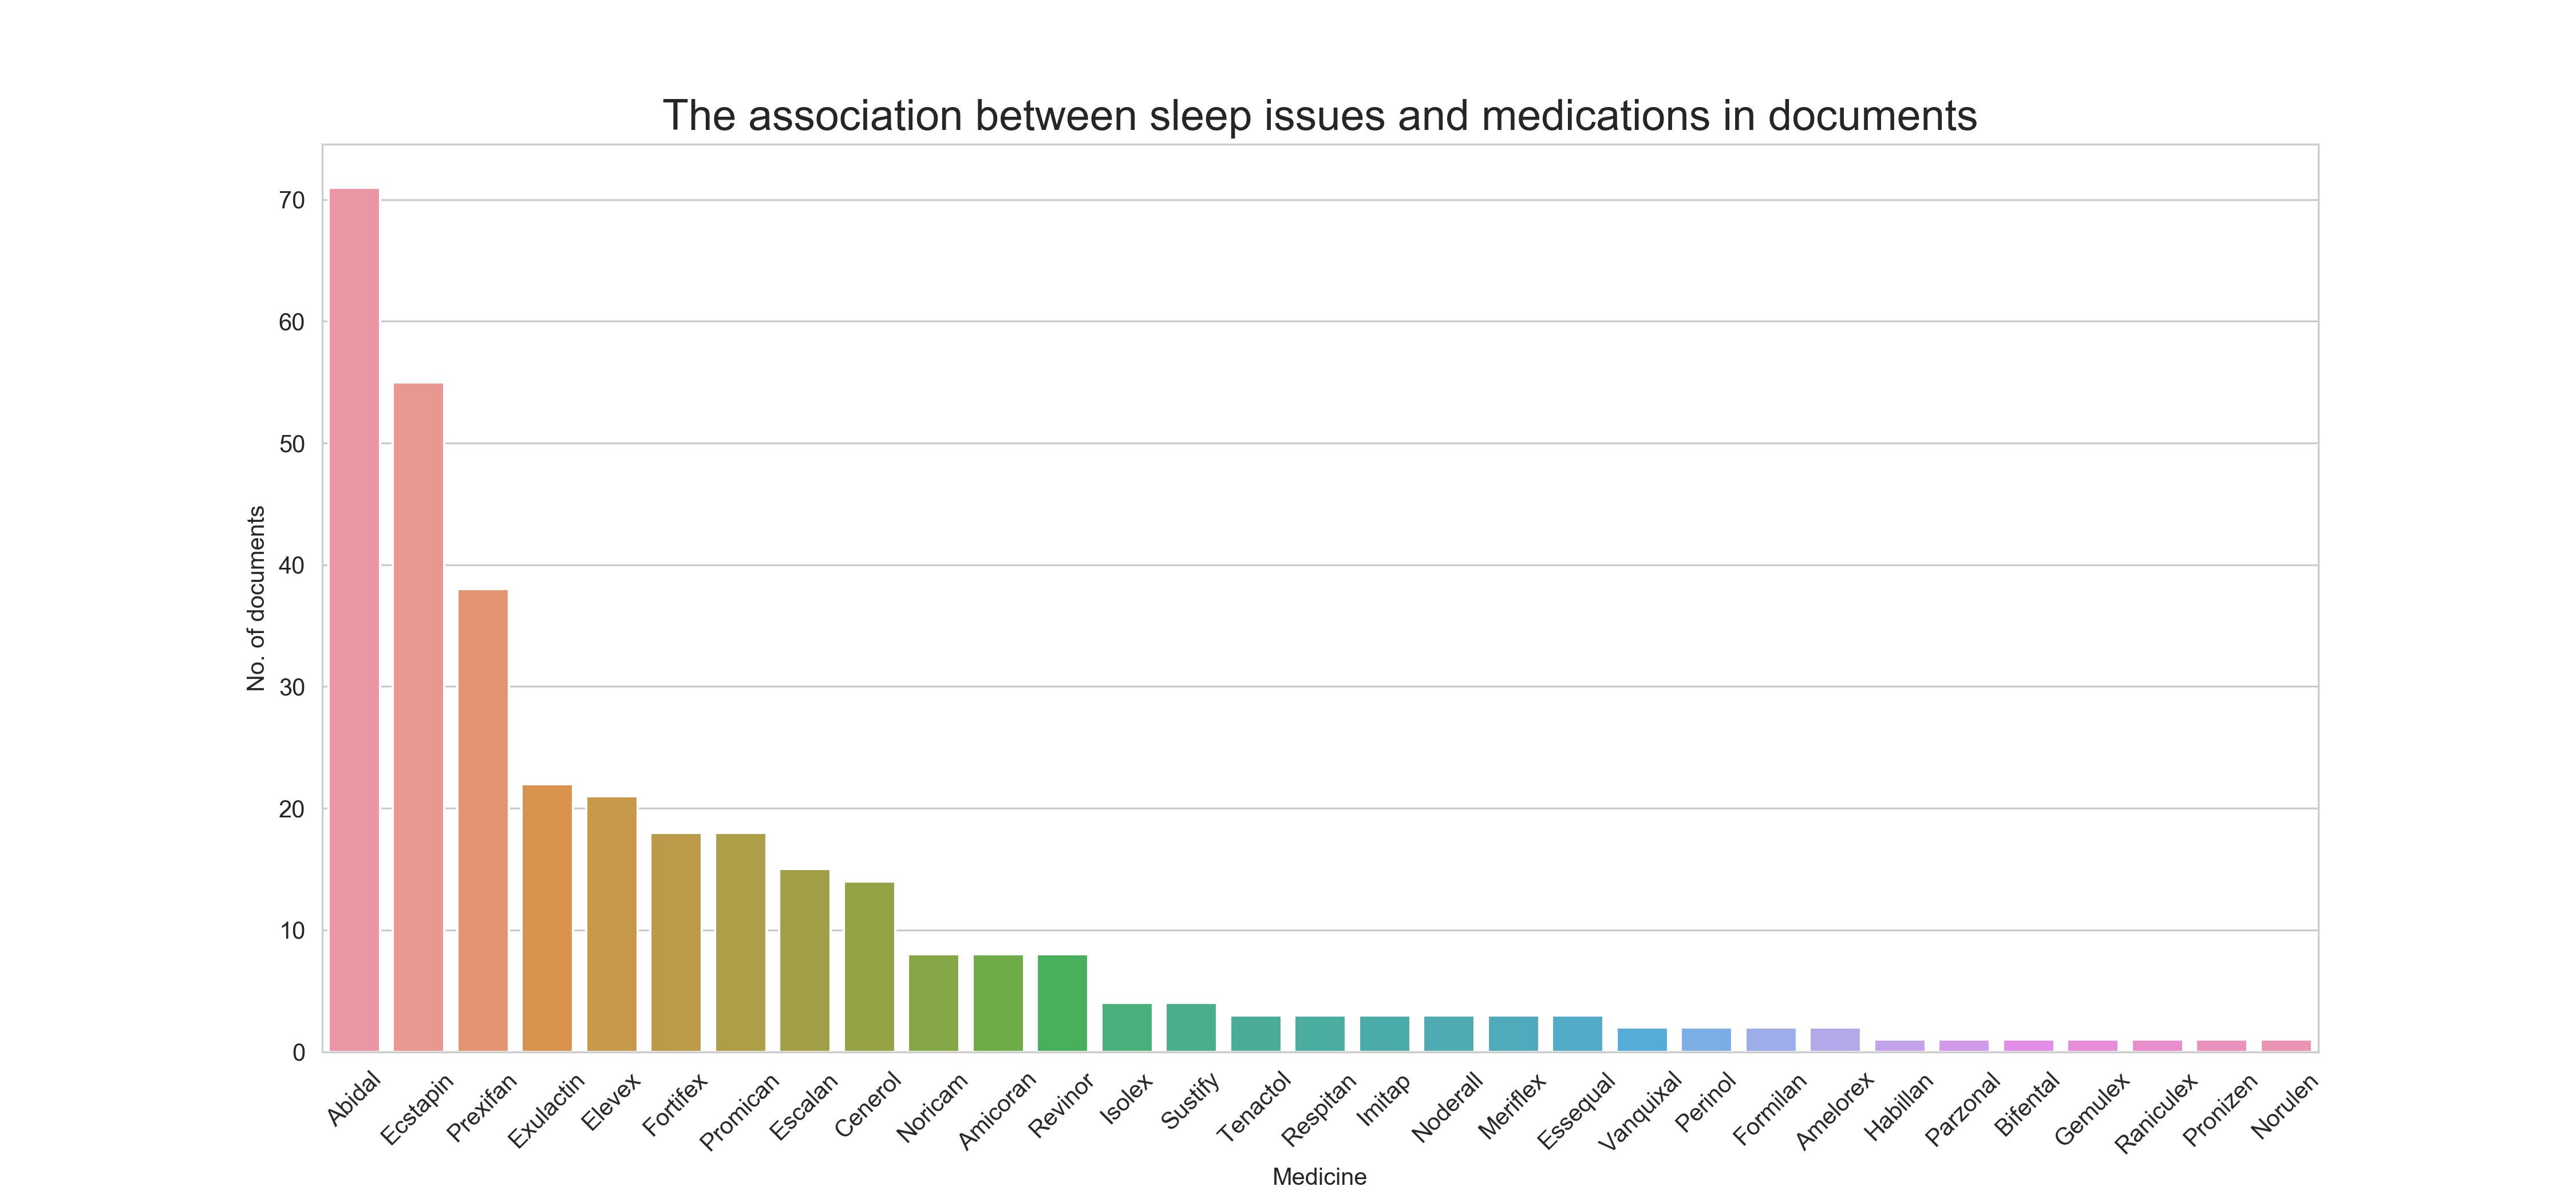 The association between sleep issues and medications in documents
70
60
50
40
30
20
10
0
No. of documents
Abidal
Ecstapin
Prexifan
Exulactin
Elevex
Fortifex
Promican
Escalan
Cenerol
Noricam
Amicoran
Revinor
Isolex
Sustify
Tenactol
Respitan
Imitap
Noderall
Meriflex
Essequal
Vanquixal
Perinol
Formilan
Amelorex
Habillan
Parzonal
Bifental
Gemulex
Raniculex
Pronizen
Norulen
Medicine